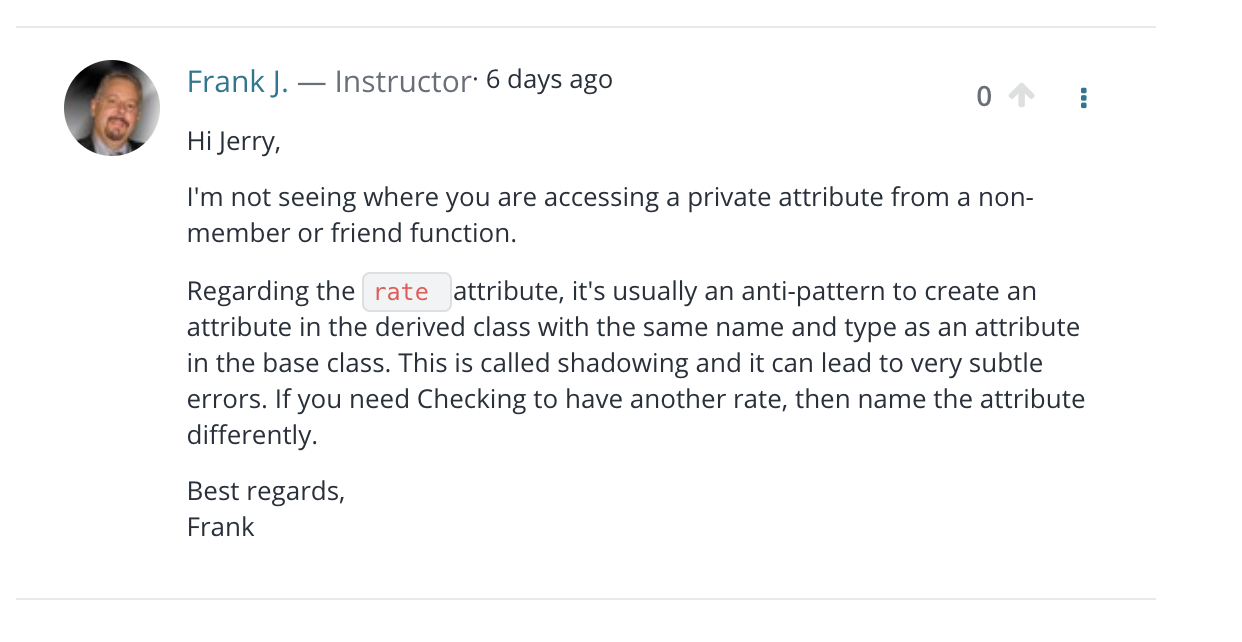 Frank J. — Instructor· 6 days ago
0
Hi Jerry,
I'm not seeing where you are accessing a private attribute from a non-
member or friend function.
Regarding the rate attribute, it's usually an anti-pattern to create an
attribute in the derived class with the same name and type as an attribute
in the base class. This is called shadowing and it can lead to very subtle
errors. If you need Checking to have another rate, then name the attribute
differently.
Best regards,
Frank